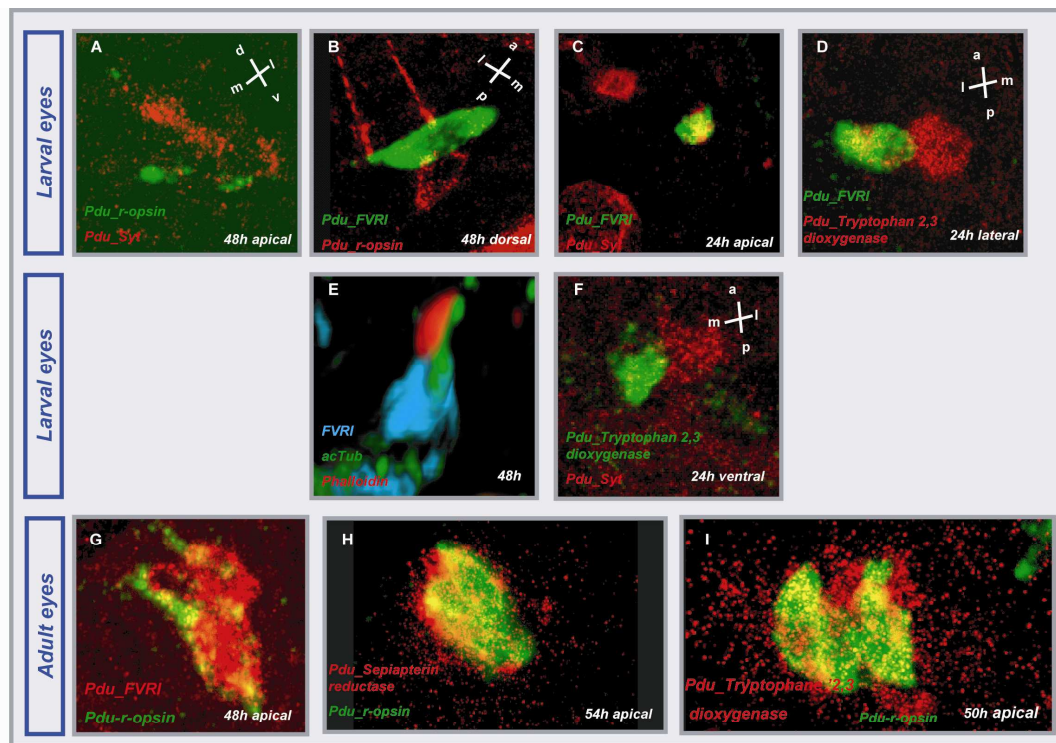 Larval eyes
A
d
l
m
v
Pdu_r-opsin
Pdu_Syt
48h apical
B
a
l
m
p
Pdu_FVRI
Pdu_r-opsin
48h dorsal
C
Pdu_FVRI
Pdu_Syt
24h apical
D
a
l
m
p
Pdu_FVRI
Pdu_Tryptophan 2,3
dioxygenase
24h lateral
Larval eyes
E
FVRI
acTub
Phalloidin
48h
F
a
m
l
p
Pdu_Tryptophan 2,3
dioxygenase
Pdu_Syt
24h ventral
Adult eyes
G
Pdu_FVRI
Pdu-r-opsin
48h apical
H
Pdu_Sepiapterin
reductase
Pdu_r-opsin
54h apical
I
Pdu_Tryptophane 2,3
dioxygenase
Pdu-r-opsin
50h apical